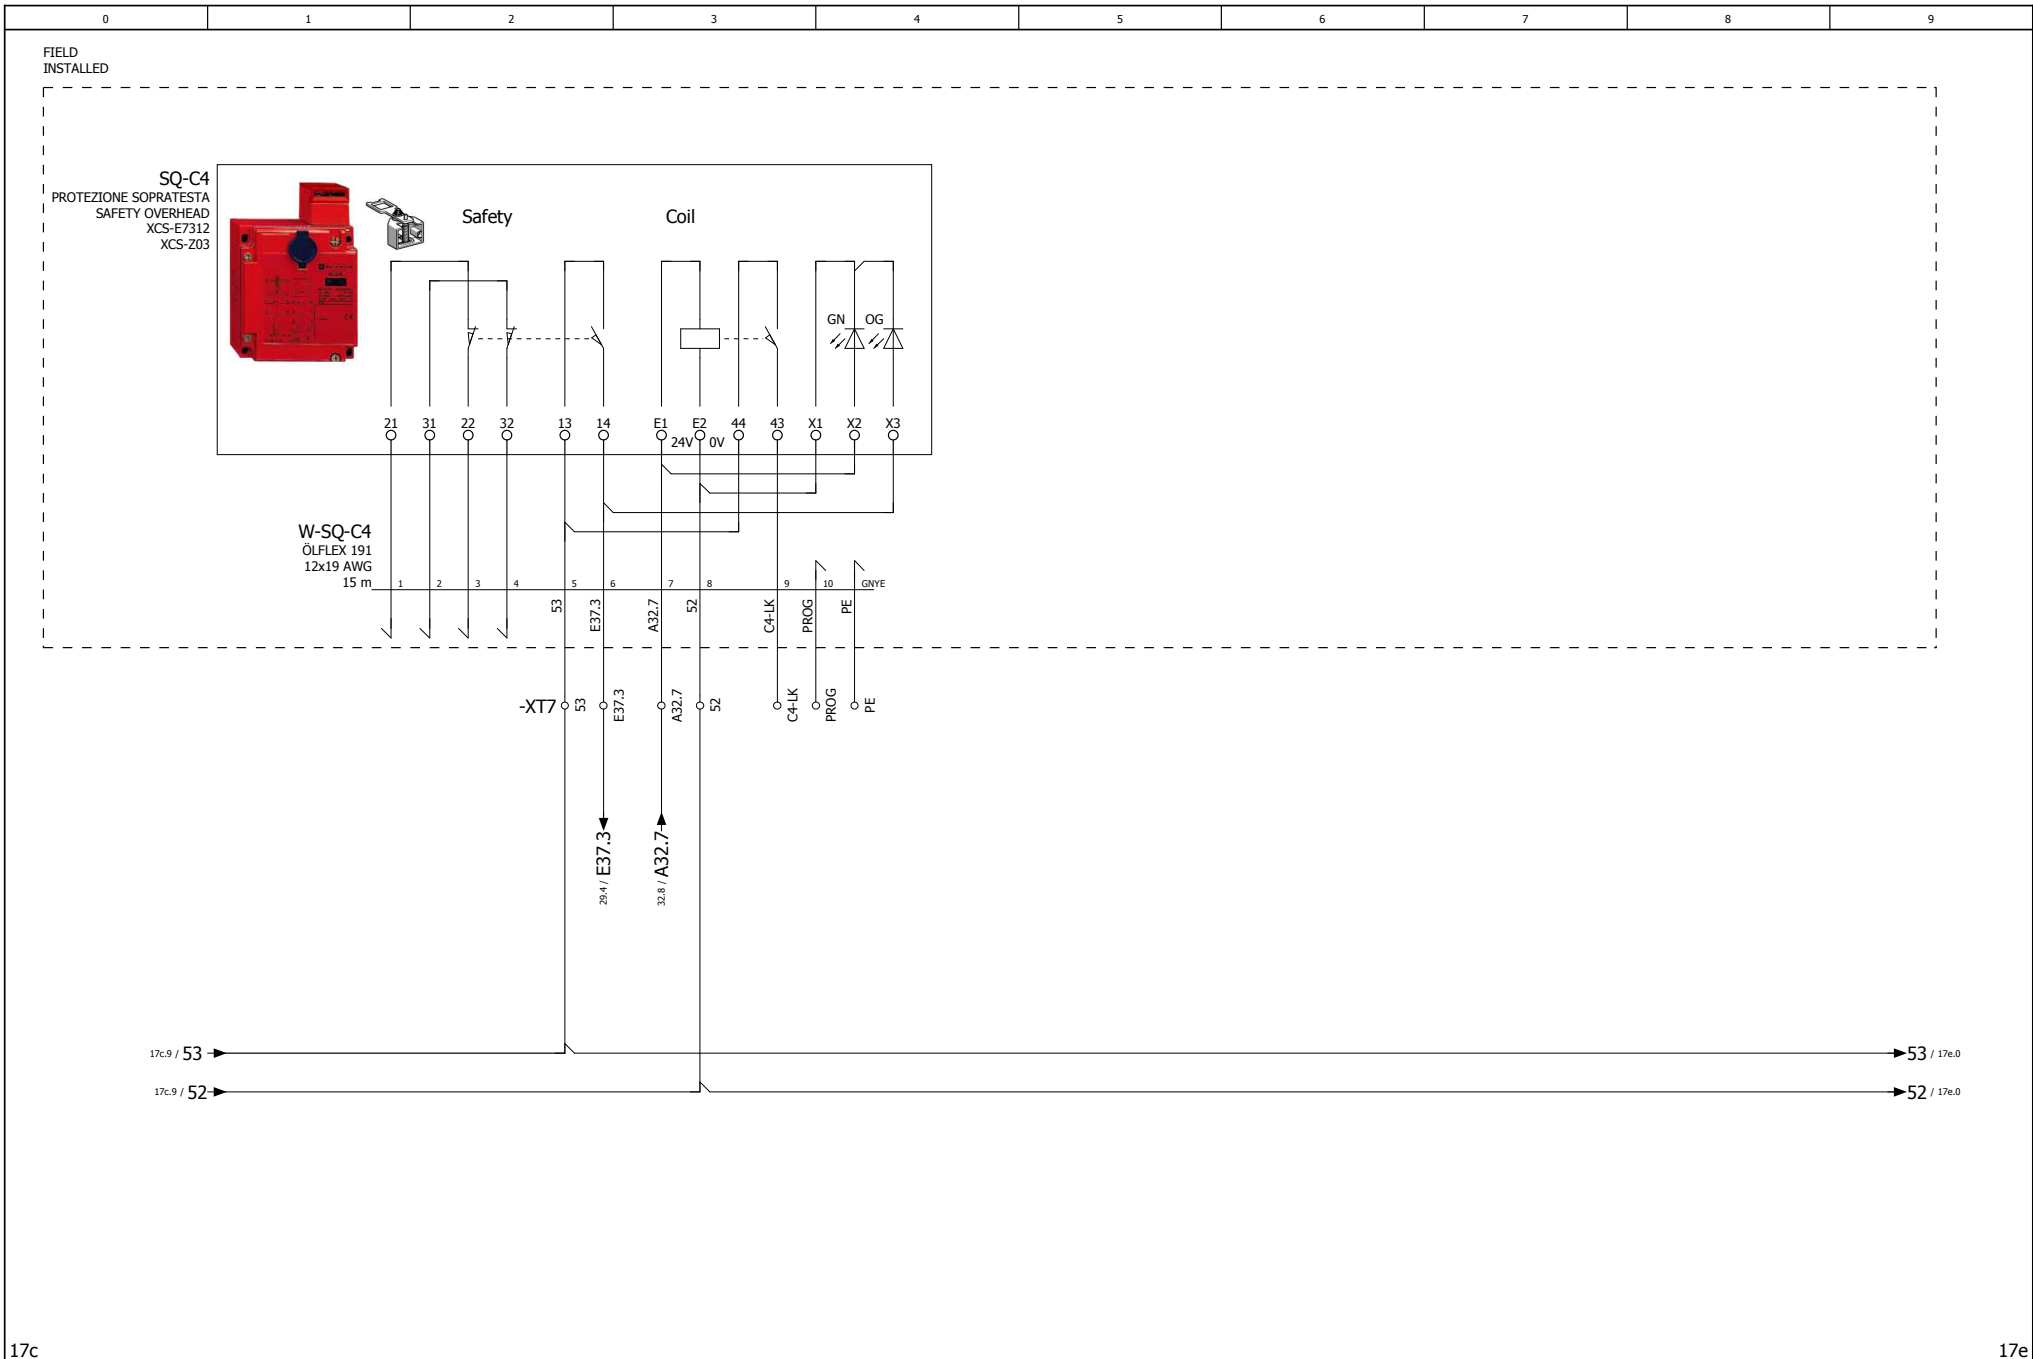 0 1 2 3 4 5 6 7 8 9
FIELD
INSTALLED
SQ-C4
PROTEZIONE SOPRATESTA
SAFETY OVERHEAD
XCS-E7312
XCS-Z03
Safety Coil
GN OG
21 31 22 32 13 14 E1 E2 44 43 X1 X2 X3
24V 0V
W-SQ-C4
ÖLFLEX 191
12x19 AWG
15 m
1 2 3 4 5 6 7 8 9 10 GNYE
53 E37.3 A32.7 52 C4-LK PROG PE
-XT7 53 E37.3 A32.7 52 C4-LK PROG PE
29.4 / E37.3
32.8 / A32.7
17c.9 / 53 53 / 17e.0
17c.9 / 52 52 / 17e.0
17c 17e